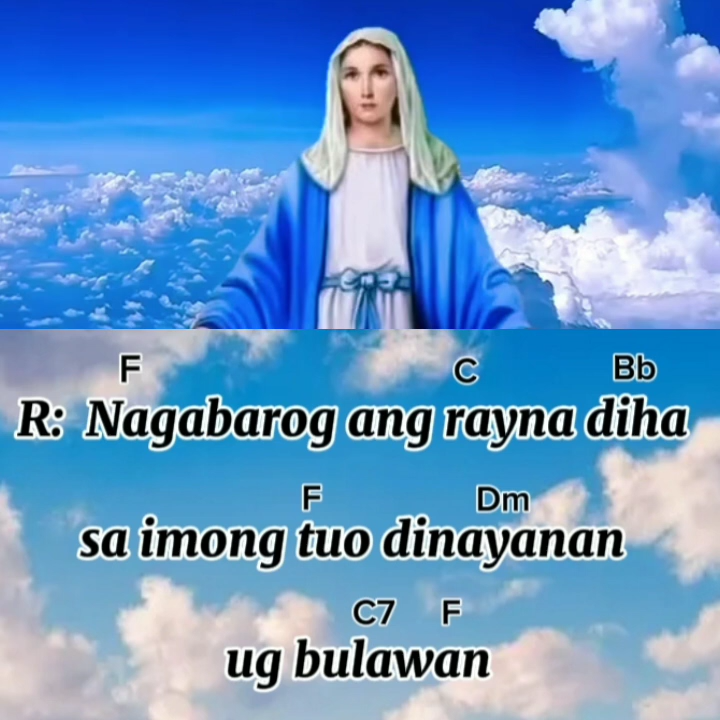 F C Bb
R: Nagabarog ang rayna diha
F Dm
sa imong tuo dinayanan
C7 F
ug bulawan